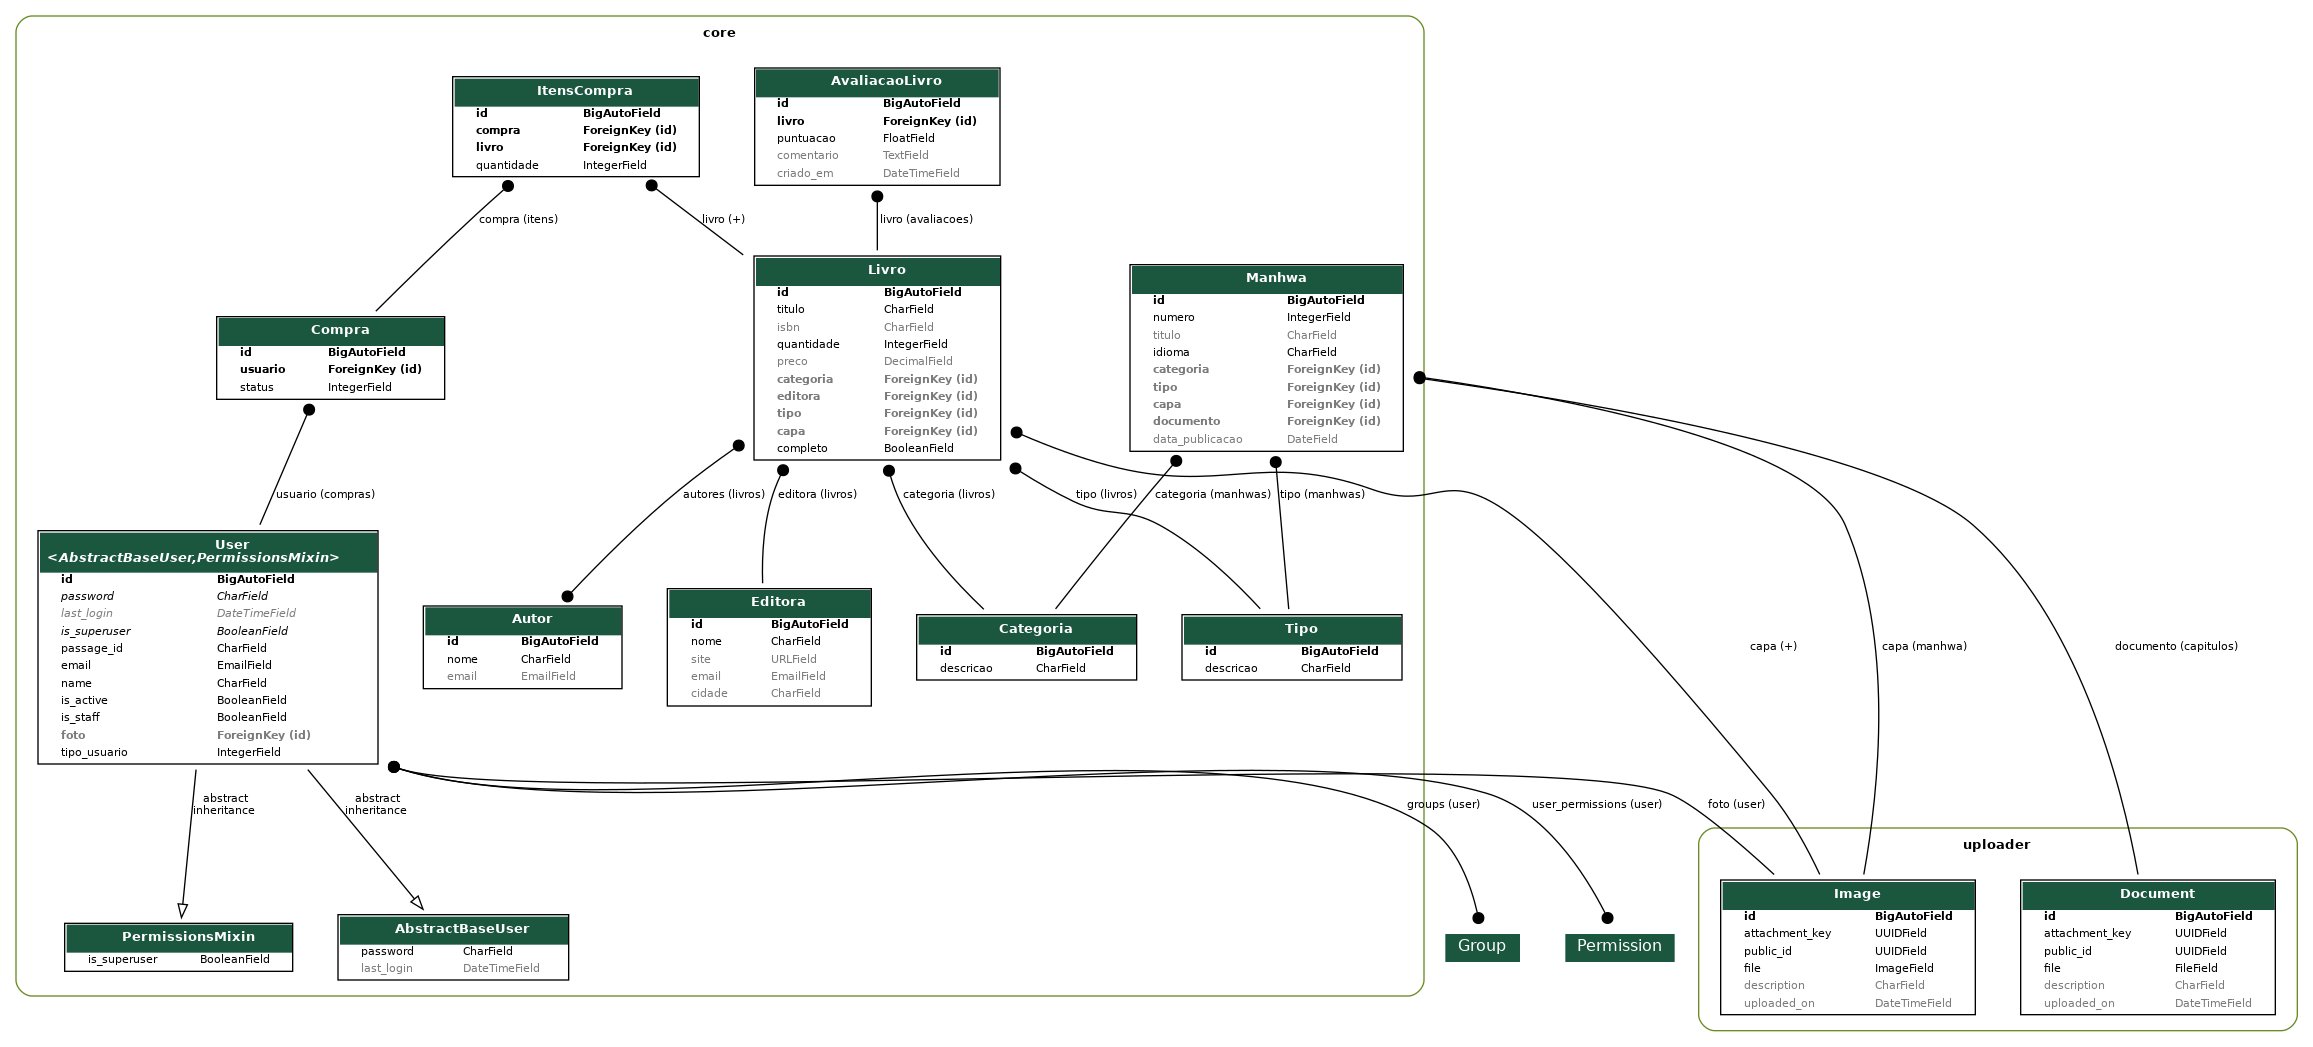 core
ItensCompra
id BigAutoField
compra ForeignKey (id)
livro ForeignKey (id)
quantidade IntegerField
AvaliacaoLivro
id BigAutoField
livro ForeignKey (id)
puntuacao FloatField
comentario TextField
criado_em DateTimeField
compra (itens)
livro (+)
livro (avaliacoes)
Livro
id BigAutoField
titulo CharField
isbn CharField
quantidade IntegerField
preco DecimalField
categoria ForeignKey (id)
editora ForeignKey (id)
tipo ForeignKey (id)
capa ForeignKey (id)
completo BooleanField
Manhwa
id BigAutoField
numero IntegerField
titulo CharField
idioma CharField
categoria ForeignKey (id)
tipo ForeignKey (id)
capa ForeignKey (id)
documento ForeignKey (id)
data_publicacao DateField
Compra
id BigAutoField
usuario ForeignKey (id)
status IntegerField
usuario (compras)
autores (livros)
editora (livros)
categoria (livros)
tipo (livros)
categoria (manhwas)
tipo (manhwas)
User
<AbstractBaseUser,PermissionsMixin>
id BigAutoField
password CharField
last_login DateTimeField
is_superuser BooleanField
passage_id CharField
email EmailField
name CharField
is_active BooleanField
is_staff BooleanField
foto ForeignKey (id)
tipo_usuario IntegerField
Autor
id BigAutoField
nome CharField
email EmailField
Editora
id BigAutoField
nome CharField
site URLField
email EmailField
cidade CharField
Categoria
id BigAutoField
descricao CharField
Tipo
id BigAutoField
descricao CharField
capa (+)
capa (manhwa)
documento (capitulos)
abstract
inheritance
abstract
inheritance
groups (user)
user_permissions (user)
foto (user)
PermissionsMixin
is_superuser BooleanField
AbstractBaseUser
password CharField
last_login DateTimeField
Group
Permission
uploader
Image
id BigAutoField
attachment_key UUIDField
public_id UUIDField
file ImageField
description CharField
uploaded_on DateTimeField
Document
id BigAutoField
attachment_key UUIDField
public_id UUIDField
file FileField
description CharField
uploaded_on DateTimeField